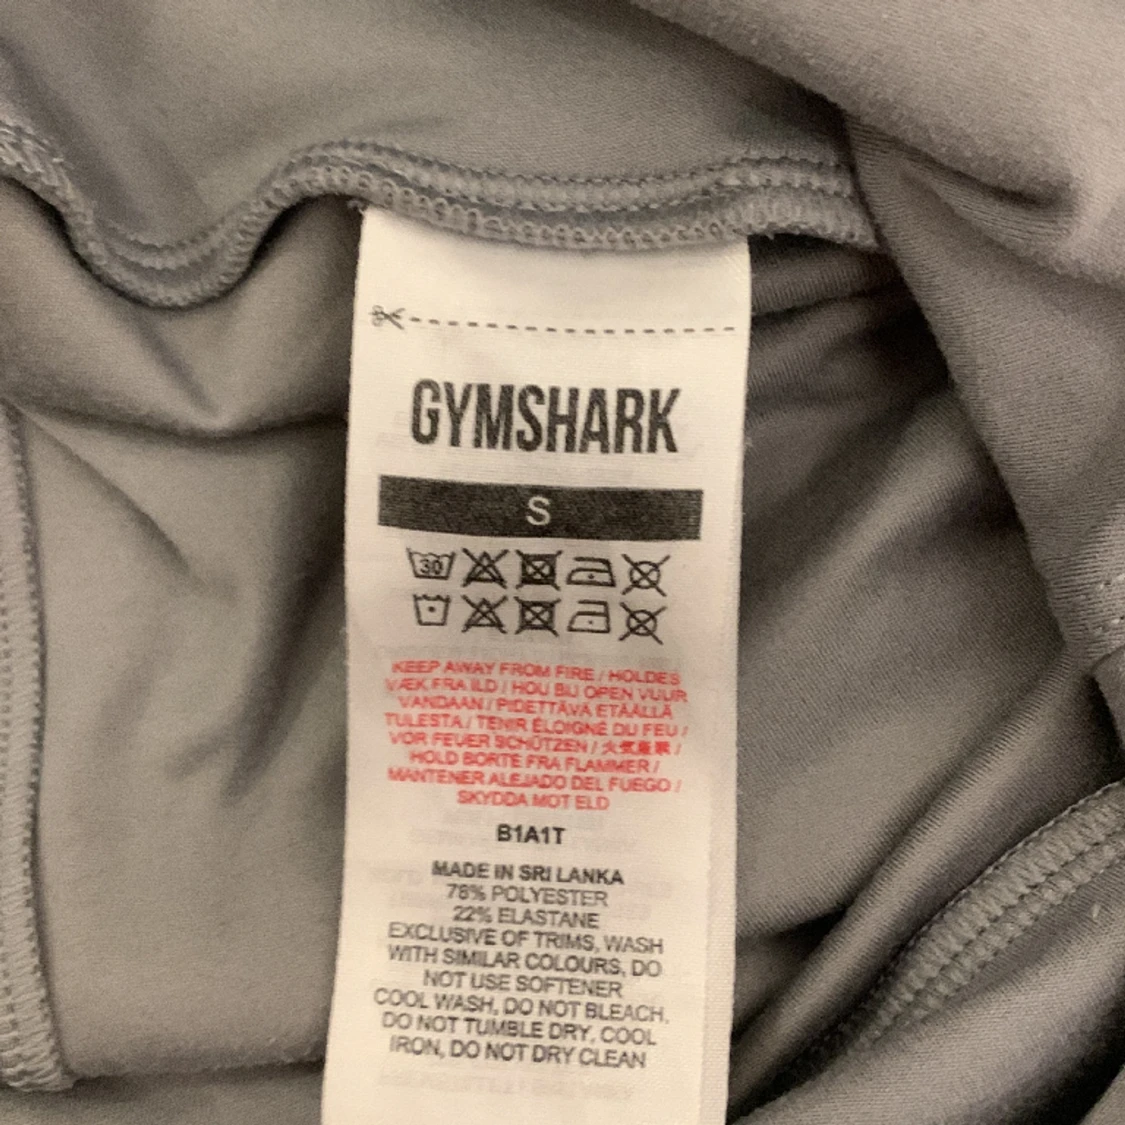 GYMSHARK
S
30
KEEP AWAY FROM FIRE / HOLDES
VÆK FRA ILD / HOU BIJ OPEN VUUR
VANDAAN / PIDETTÄVÄ ETÄÄLLÄ
TULESTA / TENIR ÉLOIGNÉ DU FEU /
VOR FEUER SCHÜTZEN / 火気厳禁 /
HOLD BORTE FRA FLAMMER /
MANTENER ALEJADO DEL FUEGO /
SKYDDA MOT ELD
B1A1T
MADE IN SRI LANKA
78% POLYESTER
22% ELASTANE
EXCLUSIVE OF TRIMS, WASH
WITH SIMILAR COLOURS, DO
NOT USE SOFTENER
COOL WASH, DO NOT BLEACH,
DO NOT TUMBLE DRY, COOL
IRON, DO NOT DRY CLEAN